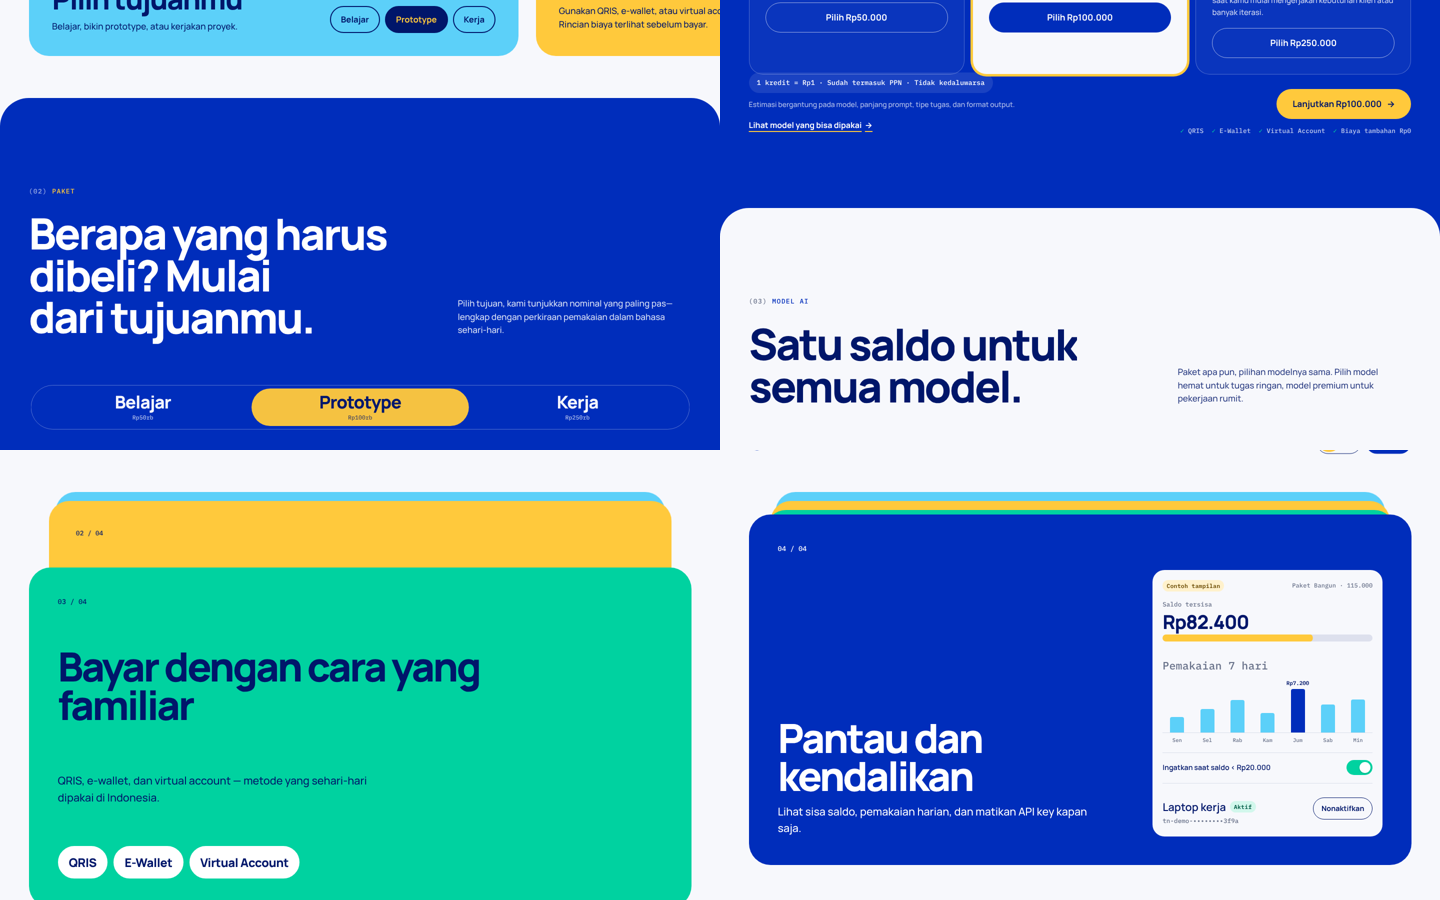 Pilih tujuanmu
Belajar, bikin prototype, atau kerjakan proyek.
Belajar
Prototype
Kerja
Gunakan QRIS, e-wallet, atau virtual acc
Rincian biaya terlihat sebelum bayar.
(02) PAKET
Berapa yang harus
dibeli? Mulai
dari tujuanmu.
Pilih tujuan, kami tunjukkan nominal yang paling pas—
lengkap dengan perkiraan pemakaian dalam bahasa
sehari-hari.
Belajar
Rp50rb
Prototype
Rp100rb
Kerja
Rp250rb
saat kamu mulai mengerjakan kebutuhan klien atau
banyak iterasi.
Pilih Rp50.000
Pilih Rp100.000
Pilih Rp250.000
1 kredit = Rp1 · Sudah termasuk PPN · Tidak kedaluwarsa
Estimasi bergantung pada model, panjang prompt, tipe tugas, dan format output.
Lihat model yang bisa dipakai →
Lanjutkan Rp100.000 →
✓ QRIS ✓ E-Wallet ✓ Virtual Account ✓ Biaya tambahan Rp0
(03) MODEL AI
Satu saldo untuk
semua model.
Paket apa pun, pilihan modelnya sama. Pilih model
hemat untuk tugas ringan, model premium untuk
pekerjaan rumit.
02 / 04
03 / 04
Bayar dengan cara yang
familiar
QRIS, e-wallet, dan virtual account — metode yang sehari-hari
dipakai di Indonesia.
QRIS
E-Wallet
Virtual Account
04 / 04
Pantau dan
kendalikan
Lihat sisa saldo, pemakaian harian, dan matikan API key kapan
saja.
Contoh tampilan
Paket Bangun · 115.000
Saldo tersisa
Rp82.400
Pemakaian 7 hari
Rp7.200
Sen Sel Rab Kam Jum Sab Min
Ingatkan saat saldo < Rp20.000
Laptop kerja Aktif
tn-demo-••••••••3f9a
Nonaktifkan